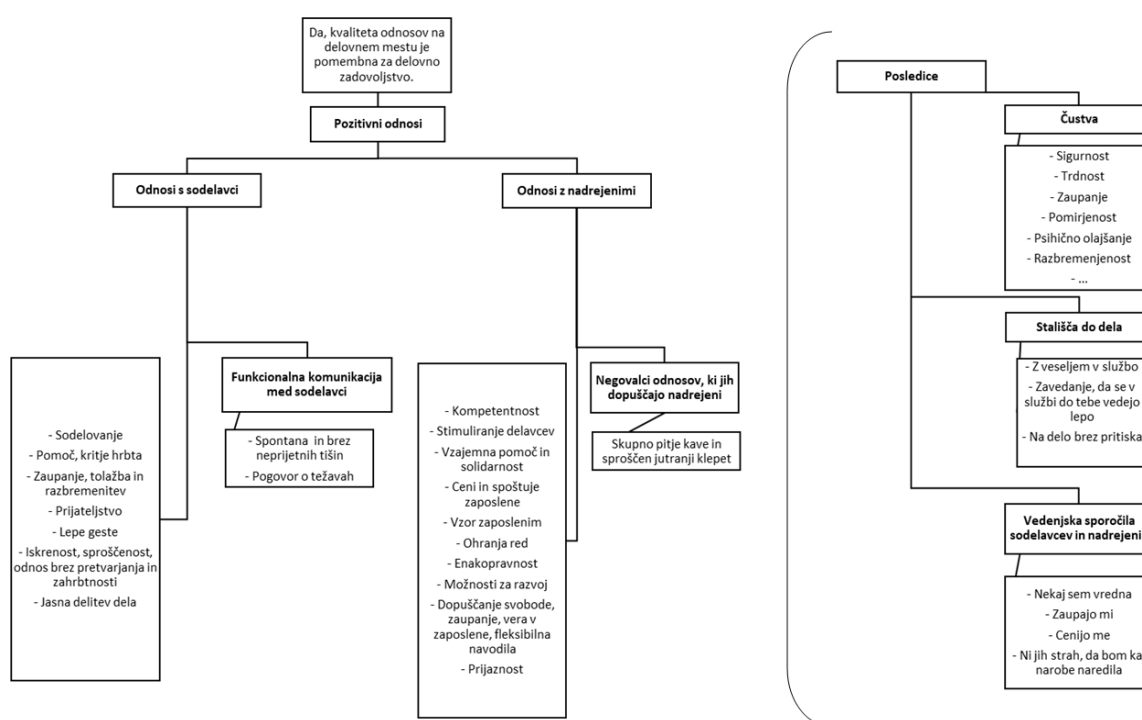 Da, kvaliteta odnosov na
delovnem mestu je
pomembna za delovno
zadovoljstvo.
Pozitivni odnosi
Odnosi s sodelavci
Odnosi z nadrejenimi
- Sodelovanje
- Pomoč, kritje hrbta
- Zaupanje, tolažba in
razbremenitev
- Prijateljstvo
- Lepe geste
- Iskrenost, sproščenost,
odnos brez pretvarjanja in
zahrbtnosti
- Jasna delitev dela
Funkcionalna komunikacija
med sodelavci
- Spontana in brez
neprijetnih tišin
- Pogovor o težavah
- Kompetentnost
- Stimuliranje delavcev
- Vzajemna pomoč in
solidarnost
- Ceni in spoštuje
zaposlene
- Vzor zaposlenim
- Ohranja red
- Enakopravnost
- Možnosti za razvoj
- Dopuščanje svobode,
zaupanje, vera v
zaposlene, fleksibilna
navodila
- Prijaznost
Negovalci odnosov, ki jih
dopuščajo nadrejeni
Skupno pitje kave in
sproščen jutranji klepet
Posledice
Čustva
- Sigurnost
- Trdnost
- Zaupanje
- Pomirjenost
- Psihično olajšanje
- Razbremenjenost
- ...
Stališča do dela
- Z veseljem v službo
- Zavedanje, da se v
službi do tebe vedejo
lepo
- Na delo brez pritiska
Vedenjska sporočila
sodelavcev in nadrejeni
- Nekaj sem vredna
- Zaupajo mi
- Cenijo me
- Ni jih strah, da bom ka
narobe naredila